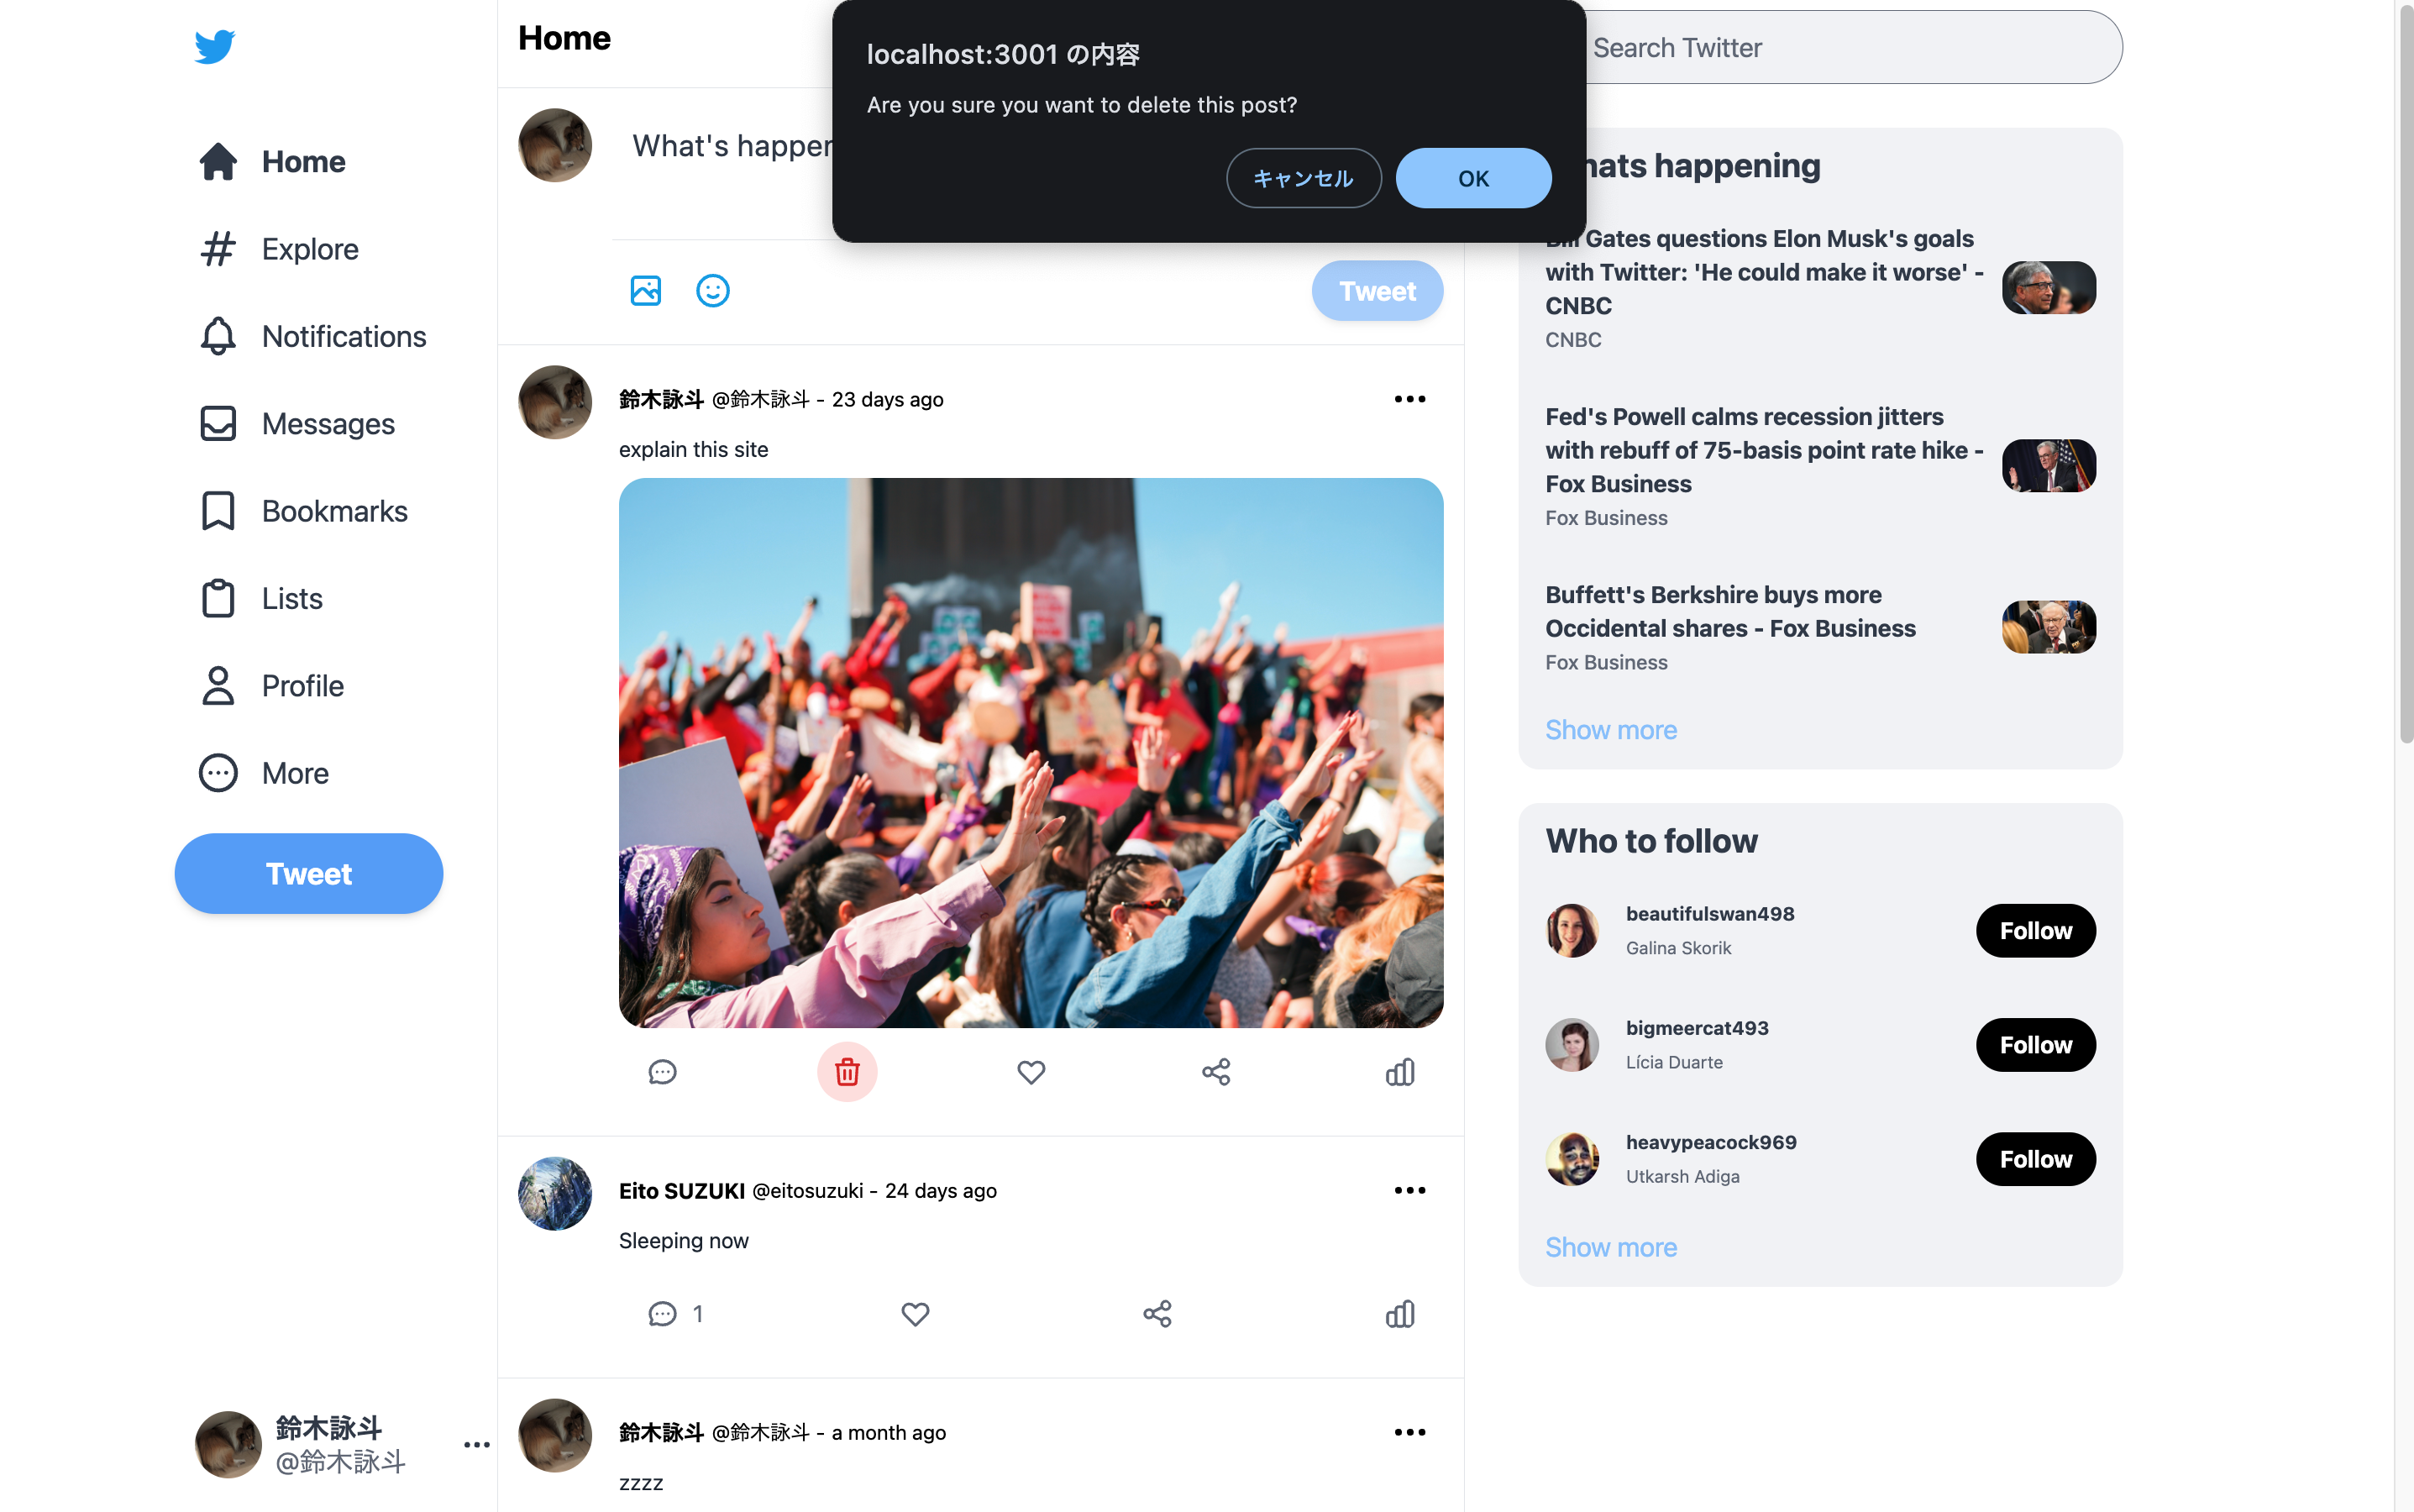 Home
Explore
Notifications
Messages
Bookmarks
Lists
Profile
More
Tweet
鈴木詠斗
@鈴木詠斗
Home
localhost:3001 の内容
Are you sure you want to delete this post?
キャンセル
OK
What's happen
Tweet
鈴木詠斗 @鈴木詠斗 - 23 days ago
explain this site
Eito SUZUKI @eitosuzuki - 24 days ago
Sleeping now
1
鈴木詠斗 @鈴木詠斗 - a month ago
zzzz
Search Twitter
hats happening
Bill Gates questions Elon Musk's goals
with Twitter: 'He could make it worse' -
CNBC
CNBC
Fed's Powell calms recession jitters
with rebuff of 75-basis point rate hike -
Fox Business
Fox Business
Buffett's Berkshire buys more
Occidental shares - Fox Business
Fox Business
Show more
Who to follow
beautifulswan498
Galina Skorik
Follow
bigmeercat493
Lícia Duarte
Follow
heavypeacock969
Utkarsh Adiga
Follow
Show more